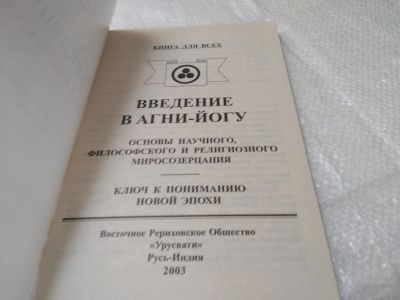 КНИГА ДЛЯ ВСЕХ
ВВЕДЕНИЕ
В АГНИ-ЙОГУ
ОСНОВЫ НАУЧНОГО,
ФИЛОСОФСКОГО И РЕЛИГИОЗНОГО
МИРОСОЗЕРЦАНИЯ
КЛЮЧ К ПОНИМАНИЮ
НОВОЙ ЭПОХИ
Восточное Рериховское Общество
«Урусвати»
Русь-Индия
2003